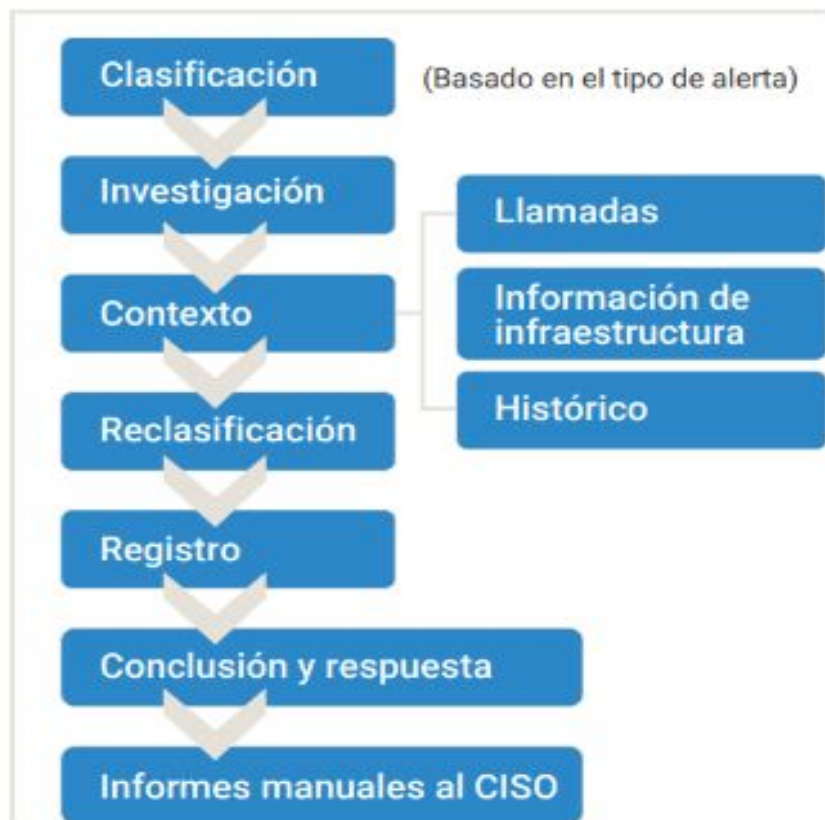 Clasificación
(Basado en el tipo de alerta)
Investigación
Contexto
Llamadas
Información de
infraestructura
Histórico
Reclasificación
Registro
Conclusión y respuesta
Informes manuales al CISO